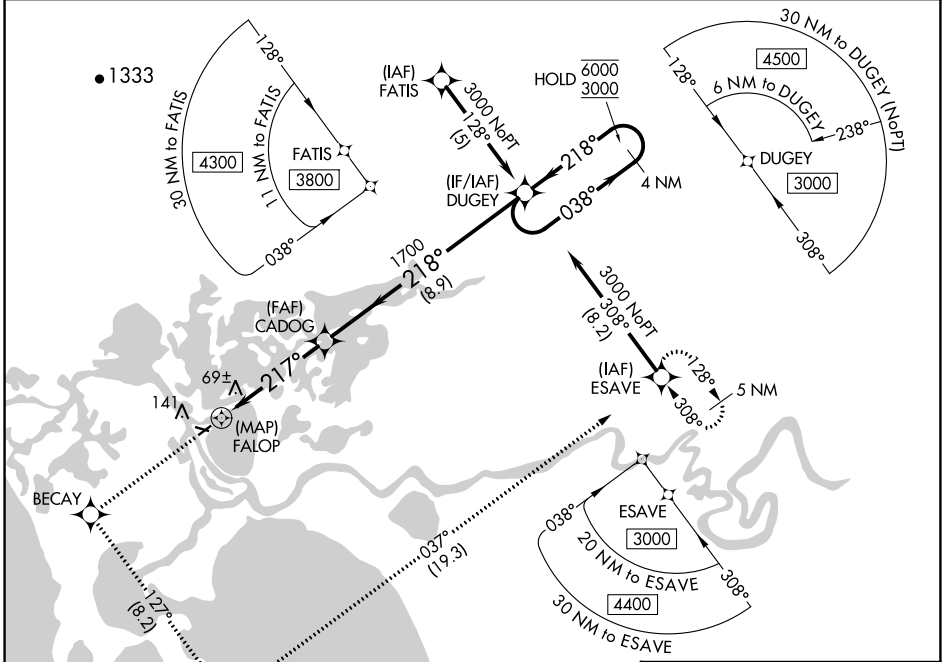 1333
30 NM to FATIS
4300
11 NM to FATIS
3800
128°
FATIS
038°
(IAF)
FATIS
3000 NoPT
128°
(5)
HOLD 6000
3000
218°
038°
4 NM
(IF/IAF)
DUGEY
30 NM to DUGEY (NoPT)
4500
6 NM to DUGEY
128°
238°
DUGEY
3000
308°
1700
218°
(8.9)
(FAF)
CADOG
217°
69±
141
(MAP)
FALOP
3000 NoPT
308°
(8.2)
(IAF)
ESAVE
128°
308°
5 NM
BECAY
127°
(8.2)
037°
(19.3)
038°
ESAVE
3000
20 NM to ESAVE
308°
4400
30 NM to ESAVE